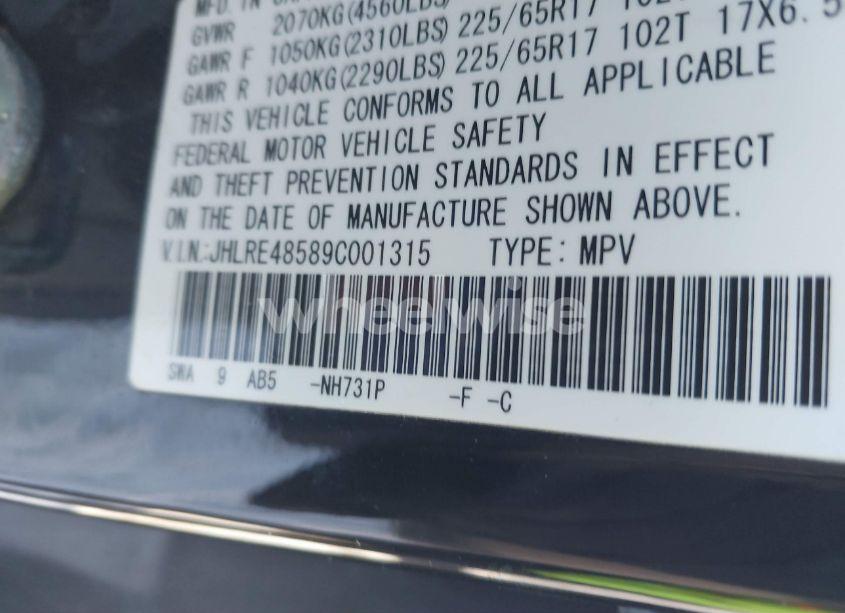 MFD. IN
GVWR 2070KG(4560LBS)
GAWR F 1050KG(2310LBS) 225/65R17 102T
GAWR R 1040KG(2290LBS) 225/65R17 102T 17X6.5
THIS VEHICLE CONFORMS TO ALL APPLICABLE
FEDERAL MOTOR VEHICLE SAFETY
AND THEFT PREVENTION STANDARDS IN EFFECT
ON THE DATE OF MANUFACTURE SHOWN ABOVE.
V.I.N.:JHLRE48589C001315 TYPE: MPV
wheelwise
SWA 9 AB5 -NH731P -F -C